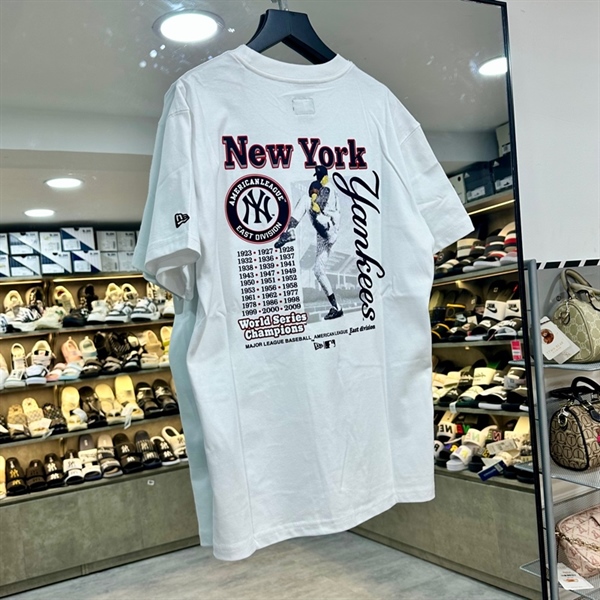 New York
Yankees
AMERICAN LEAGUE
NY
EAST DIVISION
1923 • 1927 • 1928
1932 • 1936 • 1937
1938 • 1939 • 1941
1943 • 1947 • 1949
1950 • 1951 • 1952
1953 • 1956 • 1958
1961 • 1962 • 1977
1978 • 1986 • 1998
1999 • 2000 • 2009
World Series
Champions
MAJOR LEAGUE BASEBALL AMERICAN LEAGUE East division